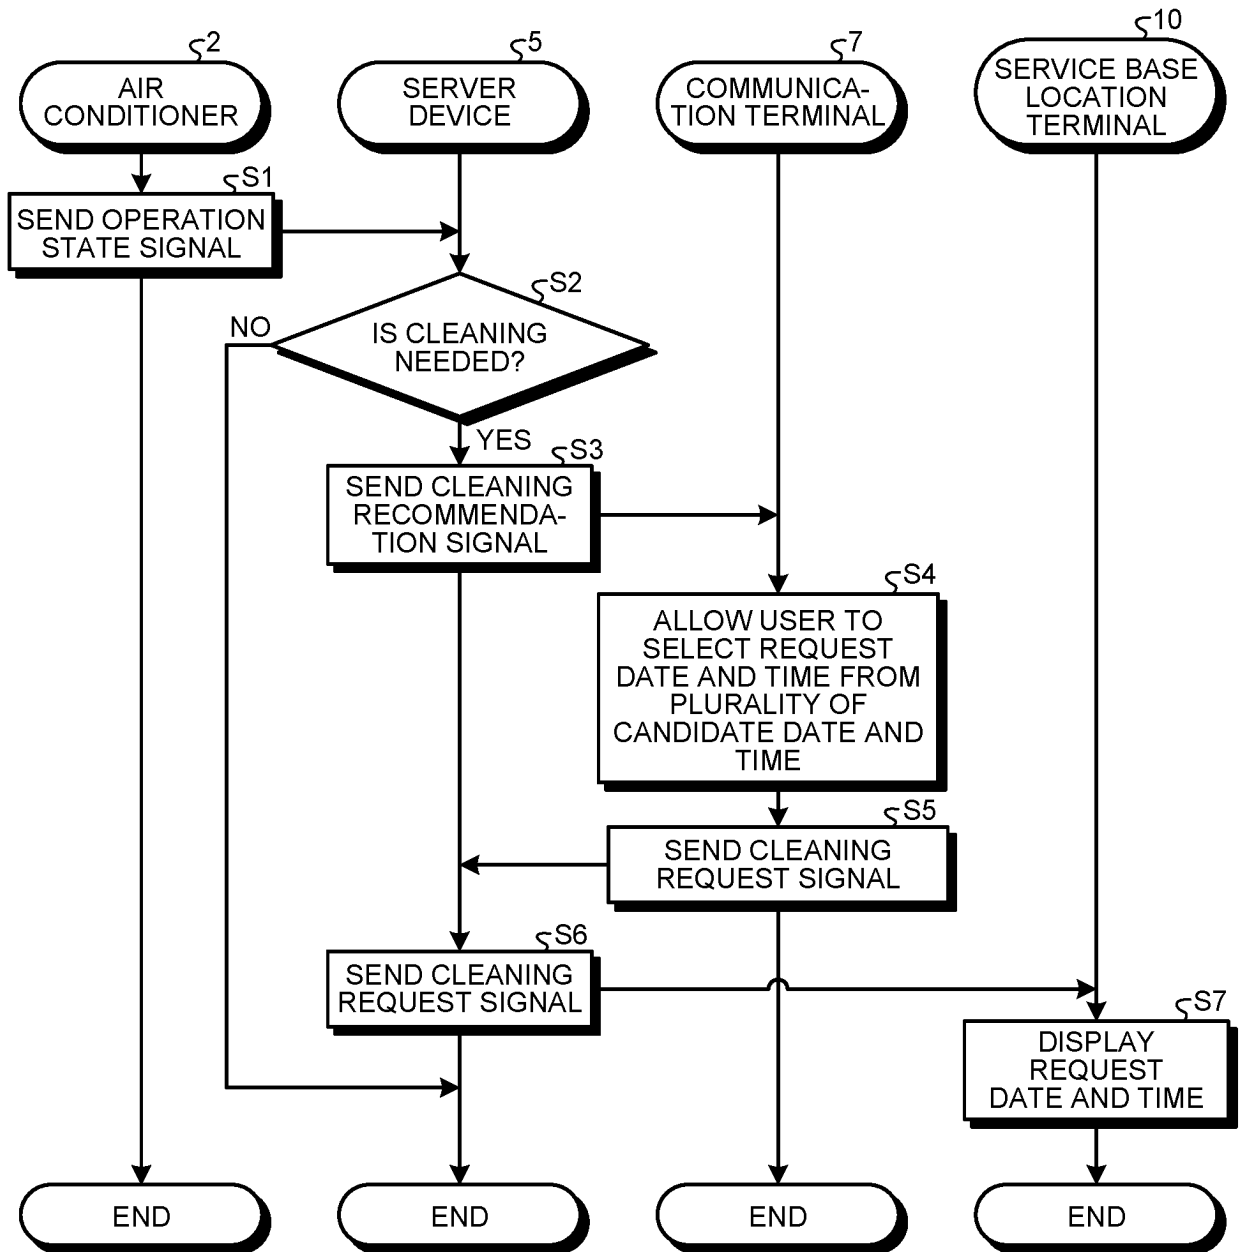 2
AIR
CONDITIONER
5
SERVER
DEVICE
7
COMMUNICA-
TION TERMINAL
10
SERVICE BASE
LOCATION
TERMINAL
S1
SEND OPERATION
STATE SIGNAL
S2
IS CLEANING
NEEDED?
NO
YES
S3
SEND CLEANING
RECOMMENDA-
TION SIGNAL
S4
ALLOW USER TO
SELECT REQUEST
DATE AND TIME FROM
PLURALITY OF
CANDIDATE DATE AND
TIME
S5
SEND CLEANING
REQUEST SIGNAL
S6
SEND CLEANING
REQUEST SIGNAL
S7
DISPLAY
REQUEST
DATE AND TIME
END
END
END
END